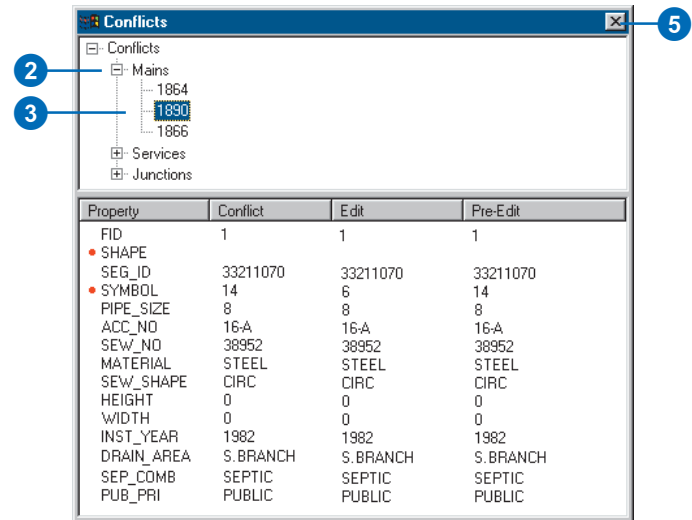 Conflicts
5
Conflicts
2
Mains
1864
3
1890
1866
Services
Junctions
Property Conflict Edit Pre-Edit
FID 1 1 1
SHAPE
SEG_ID 33211070 33211070 33211070
SYMBOL 14 6 14
PIPE_SIZE 8 8 8
ACC_NO 16-A 16-A 16-A
SEW_NO 38952 38952 38952
MATERIAL STEEL STEEL STEEL
SEW_SHAPE CIRC CIRC CIRC
HEIGHT 0 0 0
WIDTH 0 0 0
INST_YEAR 1982 1982 1982
DRAIN_AREA S.BRANCH S.BRANCH S.BRANCH
SEP_COMB SEPTIC SEPTIC SEPTIC
PUB_PRI PUBLIC PUBLIC PUBLIC